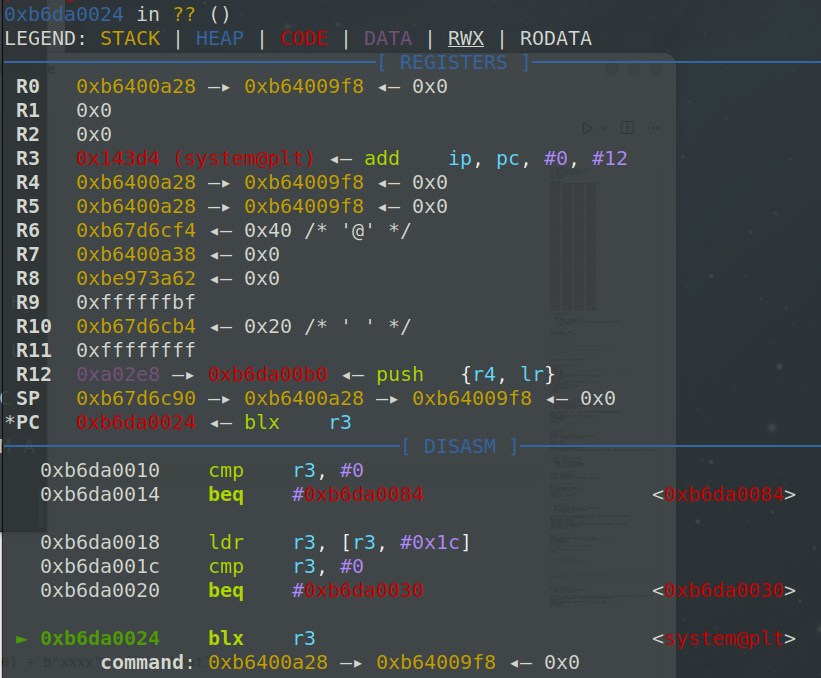 0xb6da0024 in ?? ()
LEGEND: STACK | HEAP | CODE | DATA | RWX | RODATA
[ REGISTERS ]
R0   0xb6400a28 —▸ 0xb64009f8 ◂— 0x0
R1   0x0
R2   0x0
R3   0x143d4 (system@plt) ◂— add    ip, pc, #0, #12
R4   0xb6400a28 —▸ 0xb64009f8 ◂— 0x0
R5   0xb6400a28 —▸ 0xb64009f8 ◂— 0x0
R6   0xb67d6cf4 ◂— 0x40 /* '@' */
R7   0xb6400a38 ◂— 0x0
R8   0xbe973a62 ◂— 0x0
R9   0xffffffbf
R10  0xb67d6cb4 ◂— 0x20 /* ' ' */
R11  0xffffffff
R12  0xa02e8 —▸ 0xb6da00b0 ◂— push   {r4, lr}
SP   0xb67d6c90 —▸ 0xb6400a28 —▸ 0xb64009f8 ◂— 0x0
*PC   0xb6da0024 ◂— blx    r3
[ DISASM ]
0xb6da0010    cmp    r3, #0
0xb6da0014    beq    #0xb6da0084    <0xb6da0084>
0xb6da0018    ldr    r3, [r3, #0x1c]
0xb6da001c    cmp    r3, #0
0xb6da0020    beq    #0xb6da0030    <0xb6da0030>
► 0xb6da0024    blx    r3    <system@plt>
command: 0xb6400a28 —▸ 0xb64009f8 ◂— 0x0